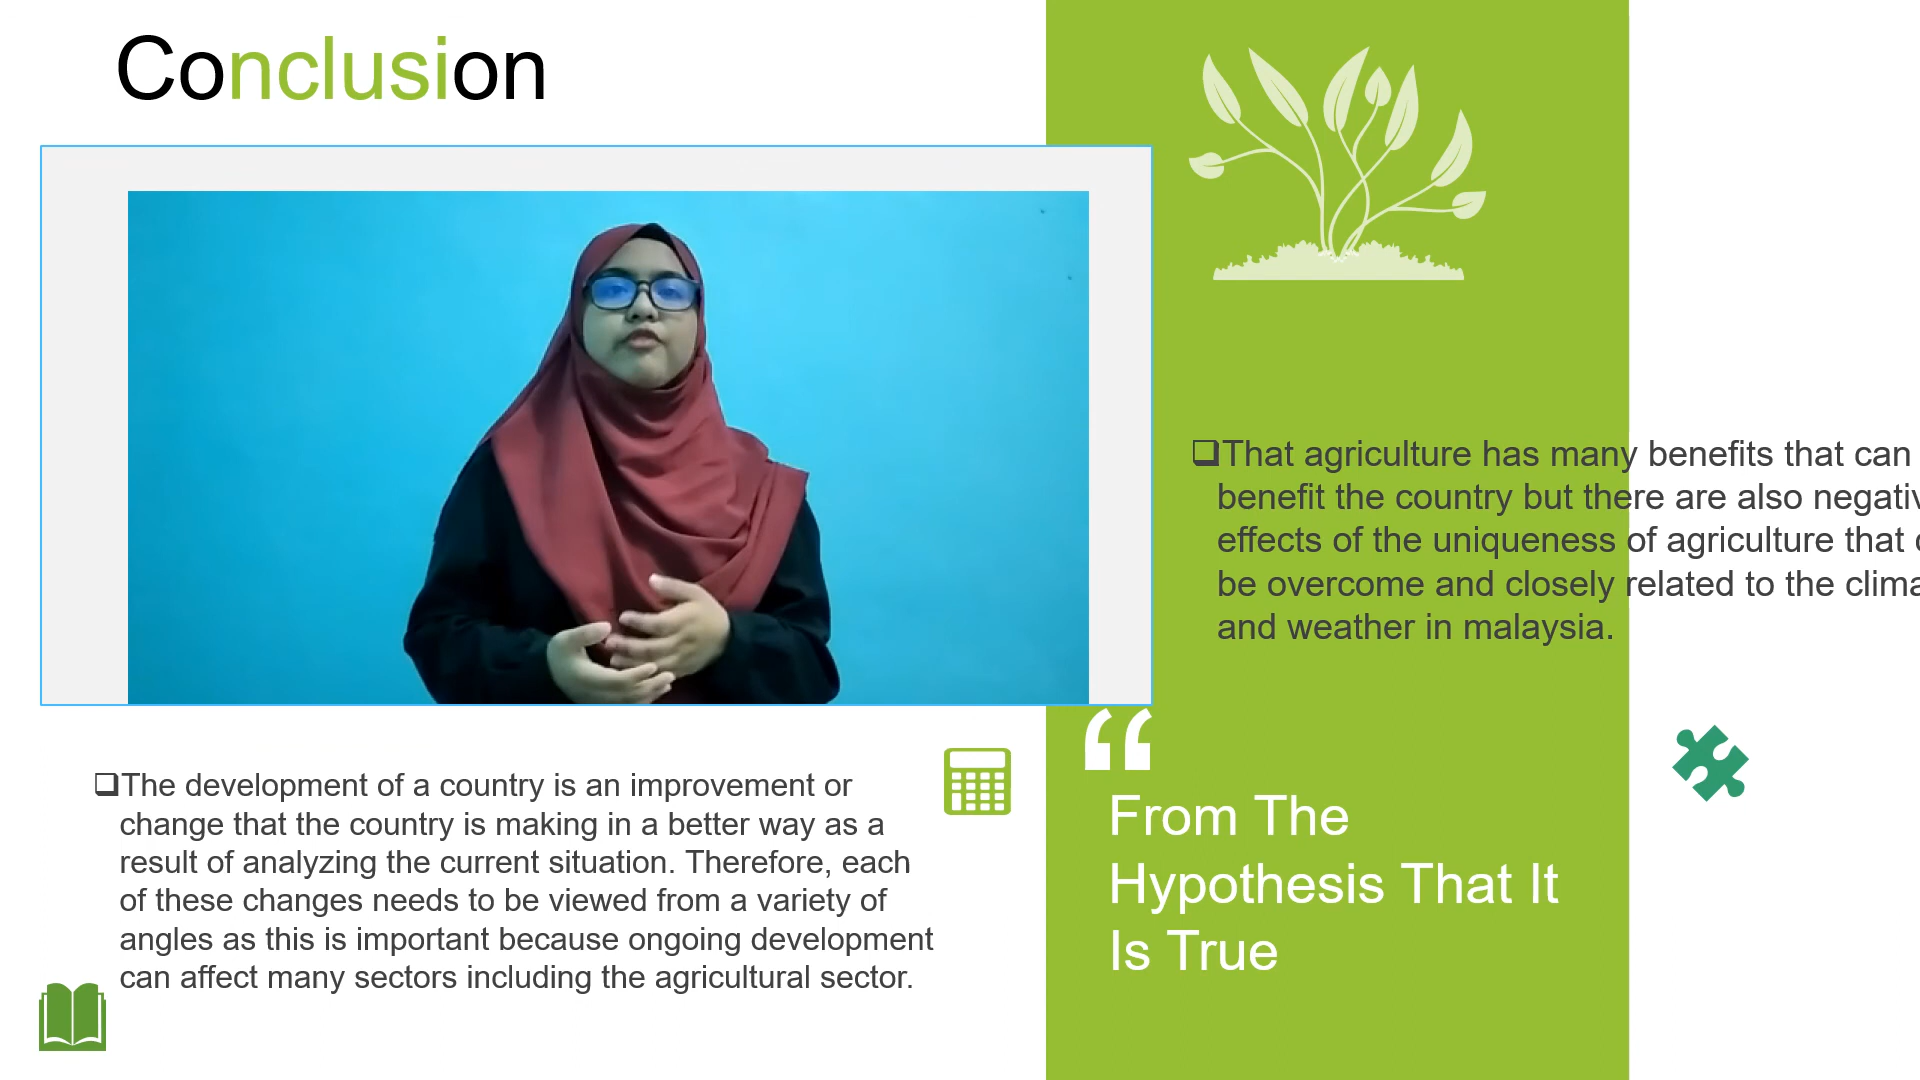 Conclusion
❑That agriculture has many benefits that can
benefit the country but there are also
effects of the uniqueness of agriculture that
be overcome and closely related to the
and weather in malaysia.
❑The development of a country is an improvement or
change that the country is making in a better way as a
result of analyzing the current situation. Therefore, each
of these changes needs to be viewed from a variety of
angles as this is important because ongoing development
can affect many sectors including the agricultural sector.
“
From The
Hypothesis That It
Is True